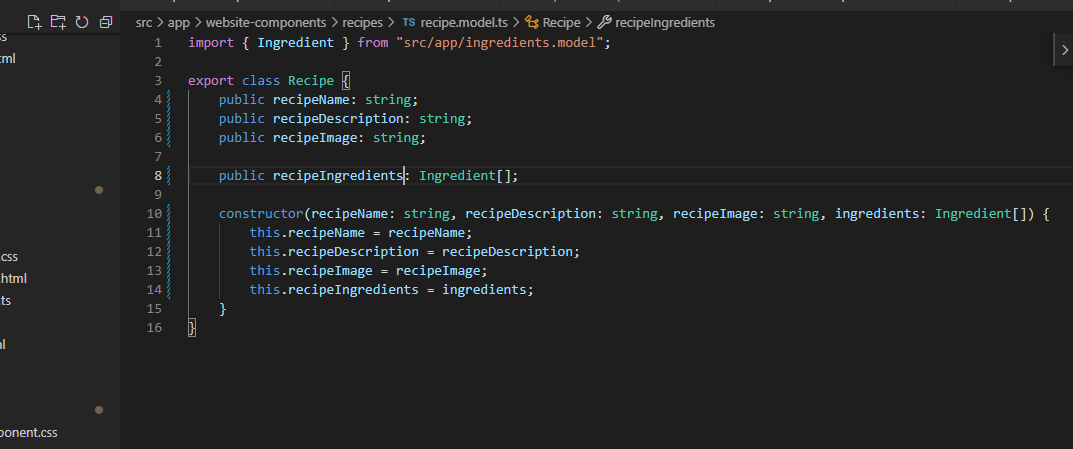 src > app > website-components > recipes > TS recipe.model.ts > Recipe > recipeIngredients
1 import { Ingredient } from "src/app/ingredients.model";
2
3 export class Recipe {
4 public recipeName: string;
5 public recipeDescription: string;
6 public recipeImage: string;
7
8 public recipeIngredients: Ingredient[];
9
10 constructor(recipeName: string, recipeDescription: string, recipeImage: string, ingredients: Ingredient[]) {
11 this.recipeName = recipeName;
12 this.recipeDescription = recipeDescription;
13 this.recipeImage = recipeImage;
14 this.recipeIngredients = ingredients;
15 }
16 }
ss
ml
.css
.html
ts
l
ponent.css